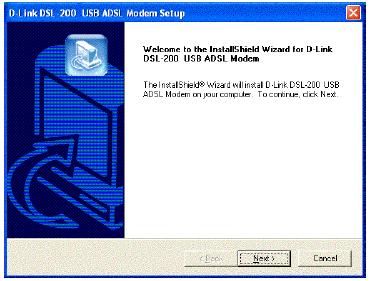 D-Link DSL-200 USB ADSL Modem Setup
Welcome to the InstallShield Wizard for D-Link
DSL-200 USB ADSL Modem
The InstallShield® Wizard will install D-Link DSL-200 USB
ADSL Modem on your computer. To continue, click Next.
< Back
Next >
Cancel